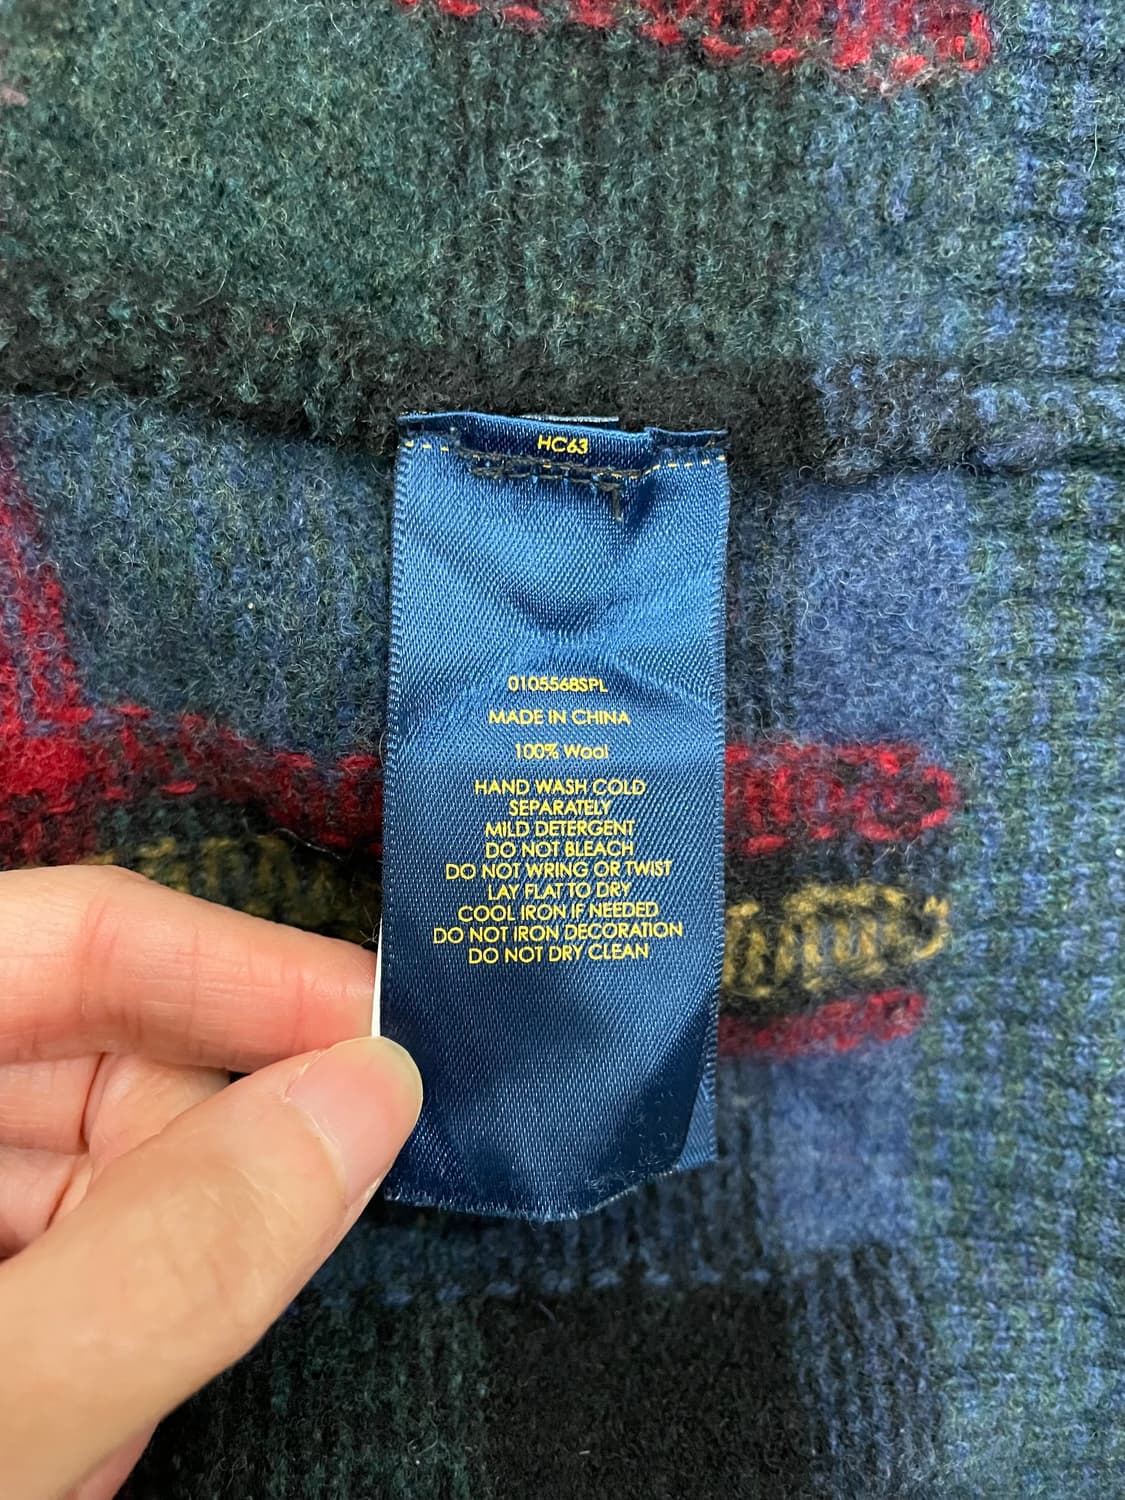 HC63
0105568SPL
MADE IN CHINA
100% Wool
HAND WASH COLD
SEPARATELY
MILD DETERGENT
DO NOT BLEACH
DO NOT WRING OR TWIST
LAY FLAT TO DRY
COOL IRON IF NEEDED
DO NOT IRON DECORATION
DO NOT DRY CLEAN